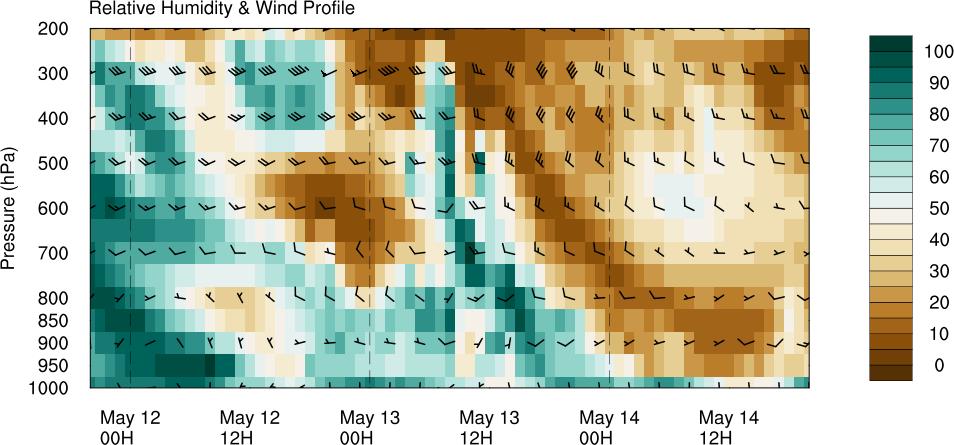 Relative Humidity & Wind Profile
200
300
400
500
600
700
800
850
900
950
1000
Pressure (hPa)
May 12
00H
May 12
12H
May 13
00H
May 13
12H
May 14
00H
May 14
12H
100
90
80
70
60
50
40
30
20
10
0